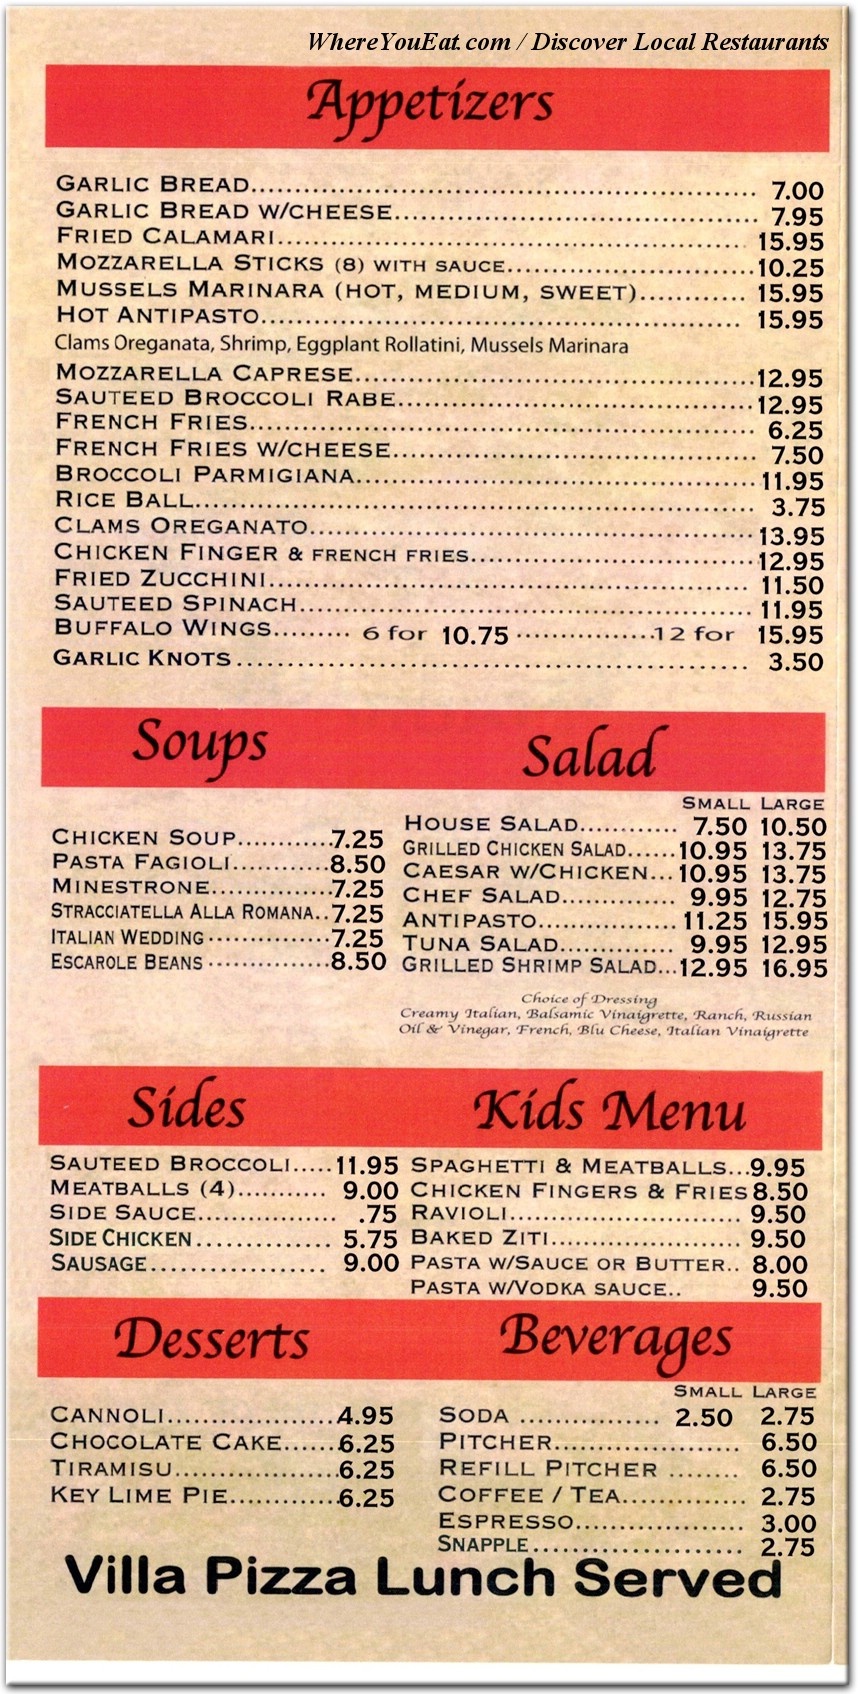 WhereYouEat.com / Discover Local Restaurants
Appetizers
GARLIC BREAD........................................................ 7.00
GARLIC BREAD W/CHEESE......................................... 7.95
FRIED CALAMARI..................................................... 15.95
MOZZARELLA STICKS (8) WITH SAUCE............................10.25
MUSSELS MARINARA (HOT, MEDIUM, SWEET)............ 15.95
HOT ANTIPASTO...................................................... 15.95
Clams Oreganata, Shrimp, Eggplant Rollatini, Mussels Marinara
MOZZARELLA CAPRESE.............................................12.95
SAUTEED BROCCOLI RABE........................................12.95
FRENCH FRIES......................................................... 6.25
FRENCH FRIES W/CHEESE......................................... 7.50
BROCCOLI PARMIGIANA.............................................11.95
RICE BALL............................................................... 3.75
CLAMS OREGANATO..................................................13.95
CHICKEN FINGER & FRENCH FRIES................................12.95
FRIED ZUCCHINI...................................................... 11.50
SAUTEED SPINACH................................................... 11.95
BUFFALO WINGS......... 6 for 10.75 ................12 for 15.95
GARLIC KNOTS......................................................... 3.50
Soups
CHICKEN SOUP............7.25
PASTA FAGIOLI............8.50
MINESTRONE...............7.25
STRACCIATELLA ALLA ROMANA..7.25
ITALIAN WEDDING ................7.25
ESCAROLE BEANS ................8.50
Salad
SMALL LARGE
HOUSE SALAD............ 7.50 10.50
GRILLED CHICKEN SALAD......10.95 13.75
CAESAR W/CHICKEN...10.95 13.75
CHEF SALAD.............. 9.95 12.75
ANTIPASTO.................11.25 15.95
TUNA SALAD.............. 9.95 12.95
GRILLED SHRIMP SALAD...12.95 16.95
Choice of Dressing
Creamy Italian, Balsamic Vinaigrette, Ranch, Russian
Oil & Vinegar, French, Blu Cheese, Italian Vinaigrette
Sides
SAUTEED BROCCOLI.....11.95
MEATBALLS (4)........... 9.00
SIDE SAUCE................. .75
SIDE CHICKEN.............. 5.75
SAUSAGE.................. 9.00
Kids Menu
SPAGHETTI & MEATBALLS...9.95
CHICKEN FINGERS & FRIES 8.50
RAVIOLI.......................... 9.50
BAKED ZITI...................... 9.50
PASTA W/SAUCE OR BUTTER.. 8.00
PASTA W/VODKA SAUCE.. 9.50
Desserts
CANNOLI...................4.95
CHOCOLATE CAKE......6.25
TIRAMISU...................6.25
KEY LIME PIE.............6.25
Beverages
SMALL LARGE
SODA ................ 2.50 2.75
PITCHER..................... 6.50
REFILL PITCHER ........ 6.50
COFFEE / TEA.............. 2.75
ESPRESSO................... 3.00
SNAPPLE...................... 2.75
Villa Pizza Lunch Served